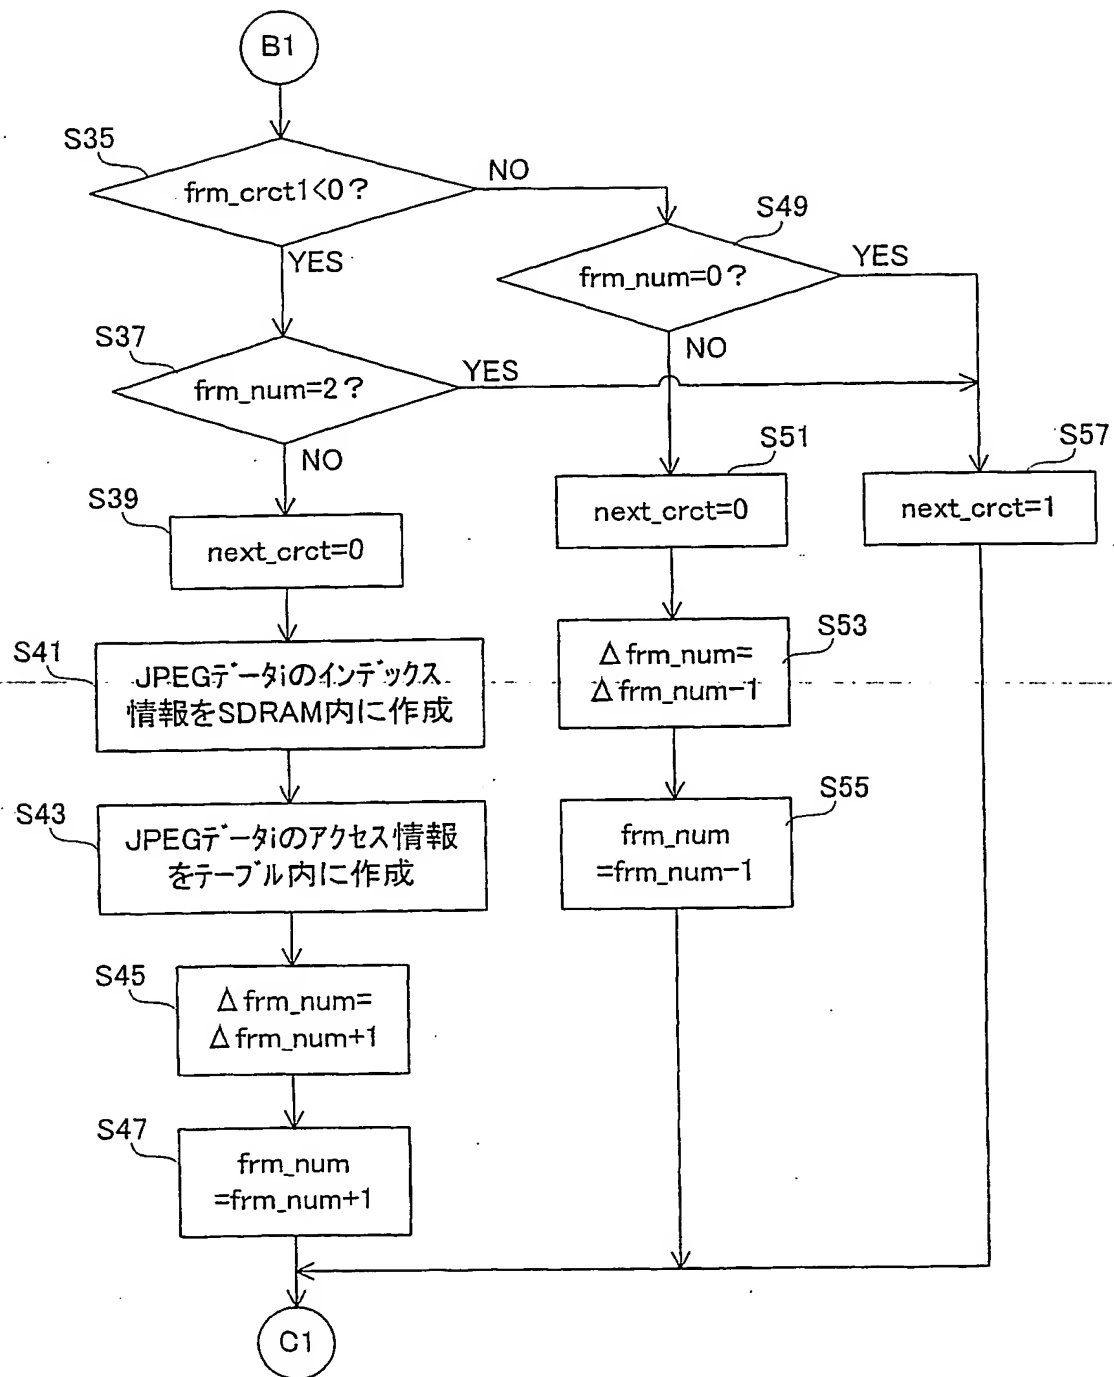 B1
S35
frm_crct1<0?
NO
YES
S49
frm_num=0?
YES
NO
S37
frm_num=2?
YES
NO
S39
next_crct=0
S51
next_crct=0
S57
next_crct=1
S41
JPEGデータiのインデックス
情報をSDRAM内に作成
S53
Δfrm_num=
Δfrm_num-1
S43
JPEGデータiのアクセス情報
をテーブル内に作成
S55
frm_num
=frm_num-1
S45
Δfrm_num=
Δfrm_num+1
S47
frm_num
=frm_num+1
C1